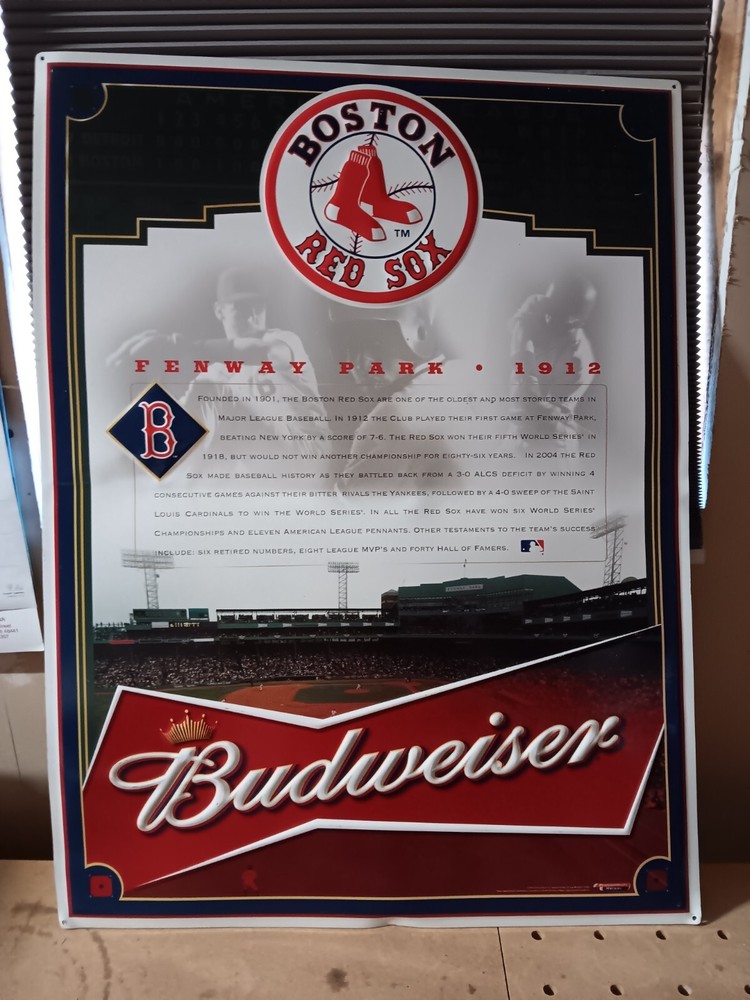 BOSTON
RED SOX
TM
FENWAY PARK • 1912
FOUNDED IN 1901, THE BOSTON RED SOX ARE ONE OF THE OLDEST AND MOST STORIED TEAMS IN
MAJOR LEAGUE BASEBALL. IN 1912 THE CLUB PLAYED THEIR FIRST GAME AT FENWAY PARK,
BEATING NEW YORK BY A SCORE OF 7-6. THE RED SOX WON THEIR FIFTH WORLD SERIES® IN
1918, BUT WOULD NOT WIN ANOTHER CHAMPIONSHIP FOR EIGHTY-SIX YEARS. IN 2004 THE RED
SOX MADE BASEBALL HISTORY AS THEY BATTLED BACK FROM A 3-0 ALCS DEFICIT BY WINNING 4
CONSECUTIVE GAMES AGAINST THEIR BITTER RIVALS THE YANKEES, FOLLOWED BY A 4-0 SWEEP OF THE SAINT
LOUIS CARDINALS TO WIN THE WORLD SERIES®. IN ALL THE RED SOX HAVE WON SIX WORLD SERIES®
CHAMPIONSHIPS AND ELEVEN AMERICAN LEAGUE PENNANTS. OTHER TESTAMENTS TO THE TEAM'S SUCCESS
INCLUDE: SIX RETIRED NUMBERS, EIGHT LEAGUE MVP'S AND FORTY HALL OF FAMERS.
B
Budweiser